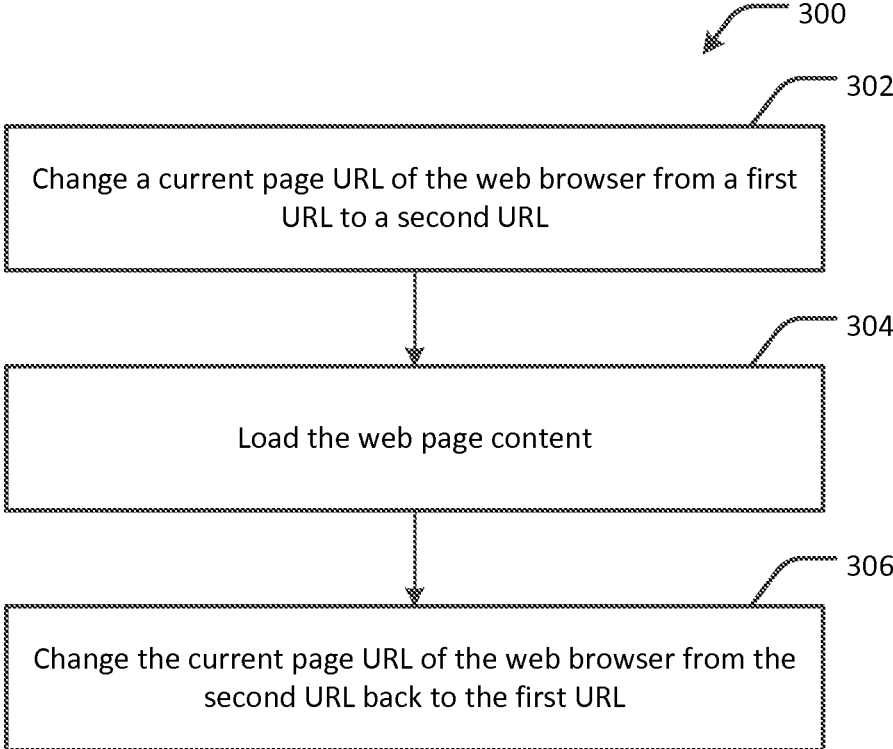 300
302
Change a current page URL of the web browser from a first
URL to a second URL
304
Load the web page content
306
Change the current page URL of the web browser from the
second URL back to the first URL